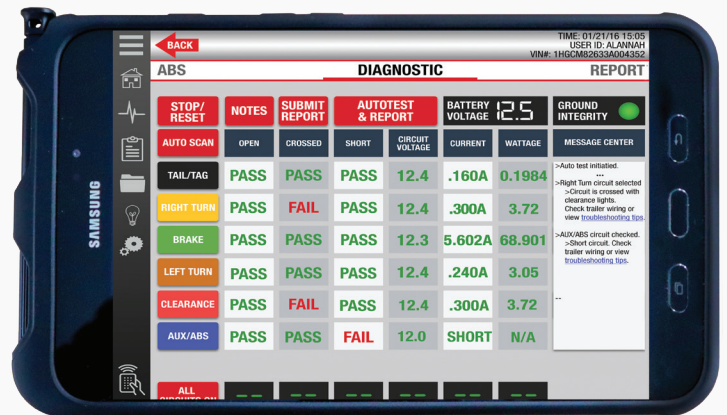 TIME: 01/21/16 15:05
USER ID: ALANNAH
VIN#: 1HGCM82633A004352
BACK
ABS DIAGNOSTIC REPORT
STOP/ RESET
NOTES
SUBMIT REPORT
AUTOTEST & REPORT
BATTERY VOLTAGE 12.5
GROUND INTEGRITY
AUTO SCAN OPEN CROSSED SHORT CIRCUIT VOLTAGE CURRENT WATTAGE MESSAGE CENTER
TAIL/TAG PASS PASS PASS 12.4 .160A 0.1984
RIGHT TURN PASS FAIL PASS 12.4 .300A 3.72
BRAKE PASS PASS PASS 12.3 5.602A 68.901
LEFT TURN PASS PASS PASS 12.4 .240A 3.05
CLEARANCE PASS FAIL PASS 12.4 .300A 3.72
AUX/ABS PASS PASS FAIL 12.0 SHORT N/A
>Auto test initiatied.
...
>Right Turn circuit selected
>Circuit is crossed with
clearance lights.
Check trailer wiring or
view troubleshooting tips.
>AUX/ABS circuit checked.
>Short circuit. Check
trailer wiring or view
troubleshooting tips.
--
ALL
CIRCUITS ON
-- -- -- -- -- --
SAMSUNG